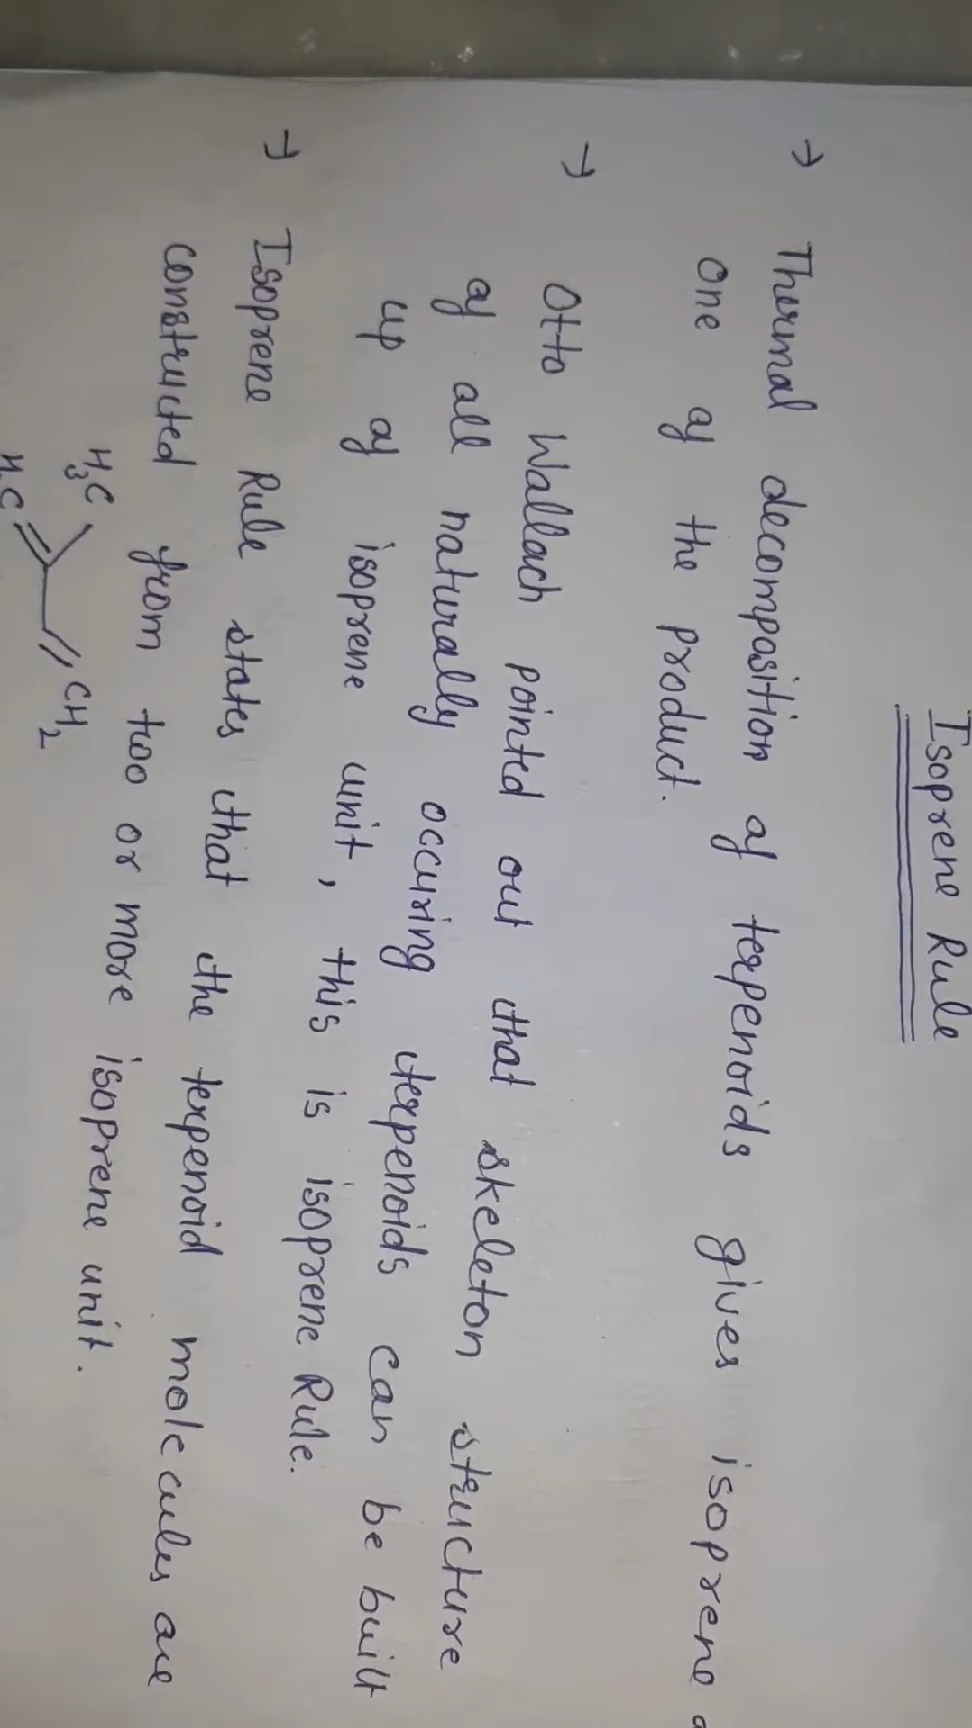 Isoprene Rule
→ Thermal decomposition of terpenoids gives isoprene
one of the product.
→ Otto Wallach pointed out that skeleton structure
of all naturally occuring terpenoids can be built
up of isoprene unit, this is isoprene Rule.
→ Isoprene Rule states that the terpenoid molecules are
constructed from two or more isoprene unit.
H₃C
CH₂